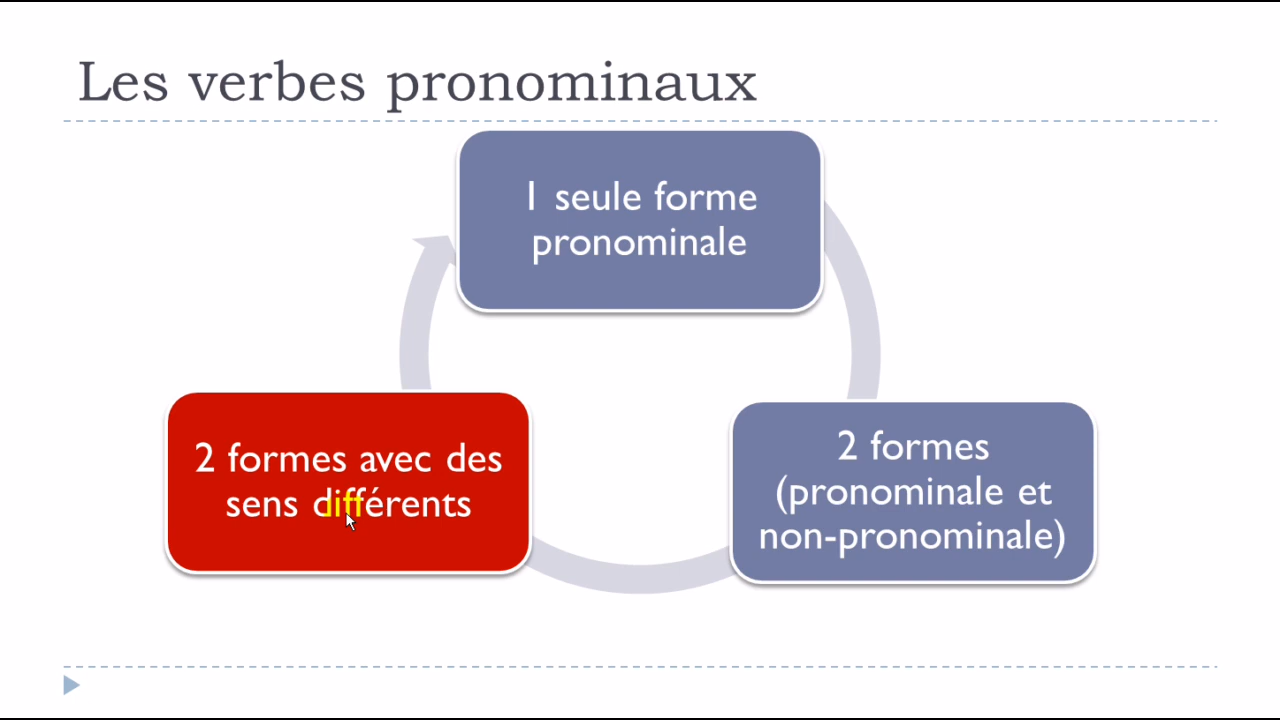 Les verbes pronominaux
1 seule forme
pronominale
2 formes avec des
sens différents
2 formes
(pronominale et
non-pronominale)